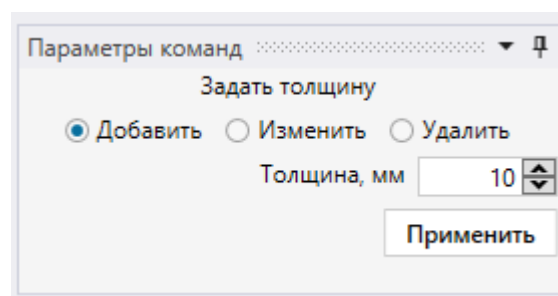 Параметры команд
Задать толщину
Добавить Изменить Удалить
Толщина, мм 10
Применить